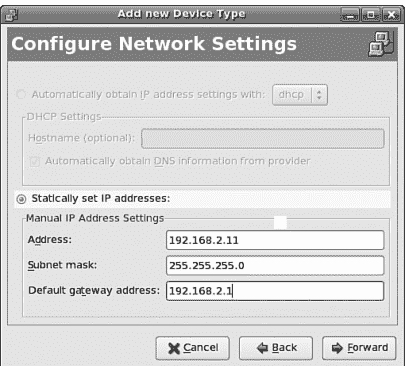 Add new Device Type
Configure Network Settings
Automatically obtain IP address settings with: dhcp
DHCP Settings
Hostname (optional):
Automatically obtain DNS information from provider
Statically set IP addresses:
Manual IP Address Settings
Address: 192.168.2.11
Subnet mask: 255.255.255.0
Default gateway address: 192.168.2.1
Cancel Back Forward